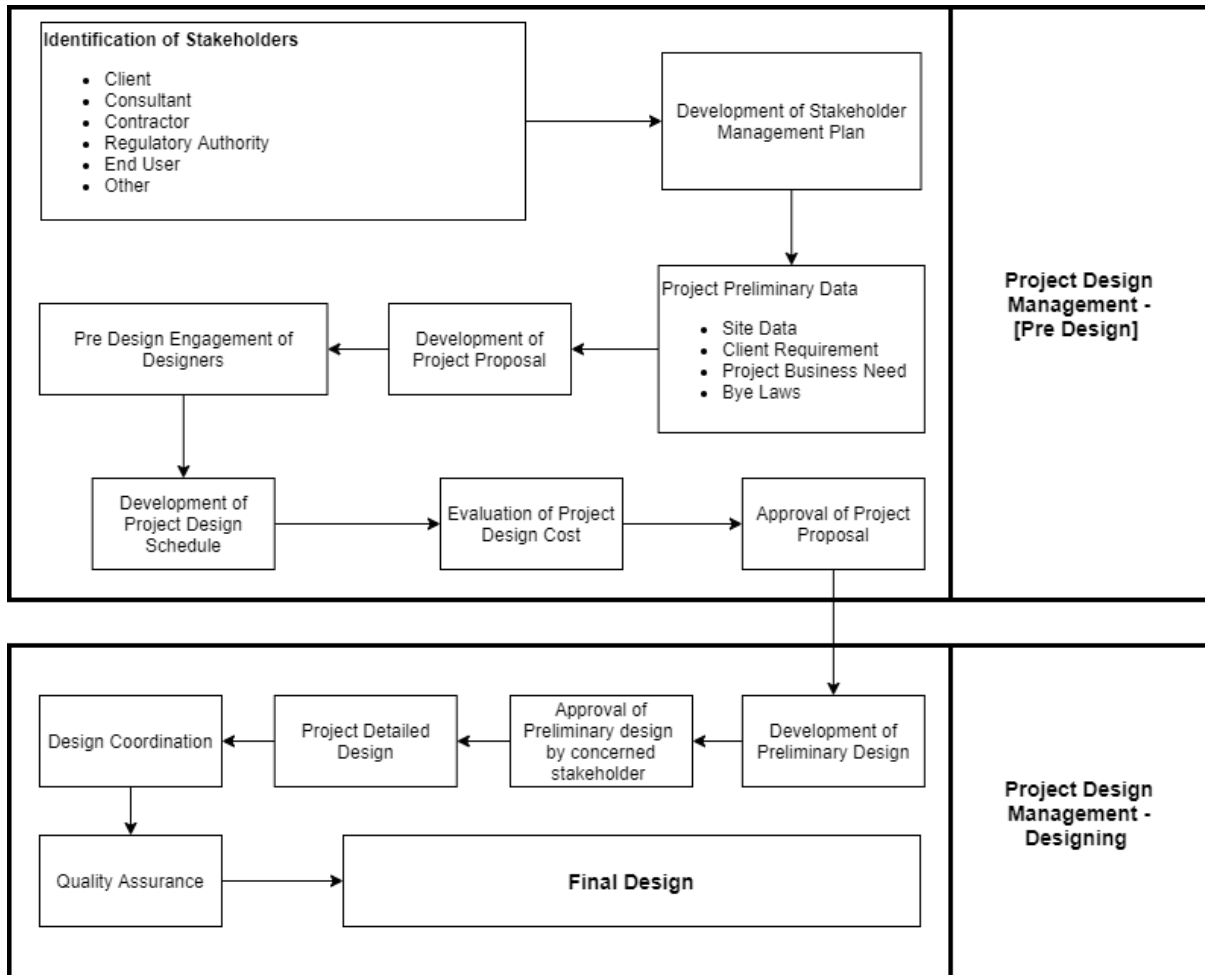 Identification of Stakeholders
• Client
• Consultant
• Contractor
• Regulatory Authority
• End User
• Other
Development of Stakeholder
Management Plan
Project Preliminary Data
• Site Data
• Client Requirement
• Project Business Need
• Bye Laws
Development of
Project Proposal
Pre Design Engagement of
Designers
Development of
Project Design
Schedule
Evaluation of Project
Design Cost
Approval of Project
Proposal
Project Design
Management -
[Pre Design]
Development of
Preliminary Design
Approval of
Preliminary design
by concerned
stakeholder
Project Detailed
Design
Design Coordination
Quality Assurance
Final Design
Project Design
Management -
Designing